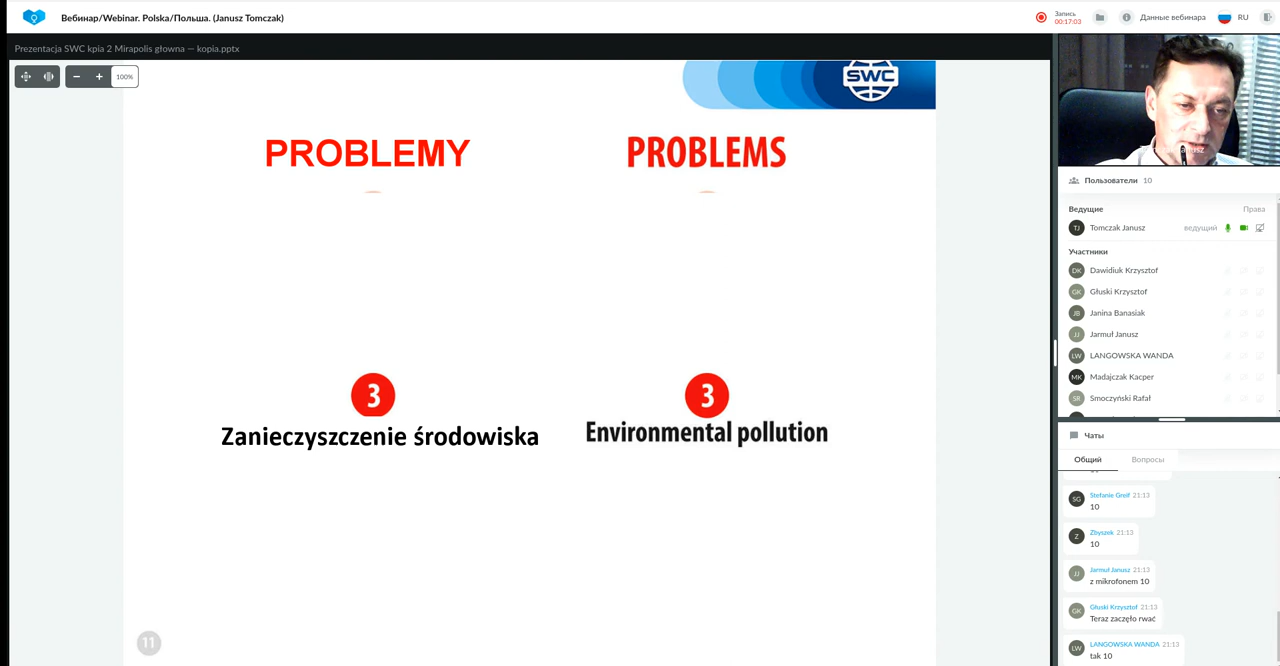 Вебинар/Webinar. Polska/Польша. (Janusz Tomczak)
Запись
00:17:03
Данные вебинара
RU
Prezentacja SWC kpia 2 Mirapolis głowna — kopia.pptx
100%
SWC
PROBLEMY
PROBLEMS
3
3
Zanieczyszczenie środowiska
Environmental pollution
11
Пользователи 10
Ведущие
Права
TJ
Tomczak Janusz
ведущий
Участники
DK
Dawidiuk Krzysztof
GK
Głuski Krzysztof
JB
Janina Banasiak
JJ
Jarmuł Janusz
LW
LANGOWSKA WANDA
MK
Madajczak Kacper
SR
Smoczyński Rafał
Чаты
Общий
Вопросы
SG
Stefanie Greif 21:13
10
Z
Zbyszek 21:13
10
JJ
Jarmuł Janusz 21:13
z mikrofonem 10
GK
Głuski Krzysztof 21:13
Teraz zaczęło rwać
LW
LANGOWSKA WANDA 21:13
tak 10